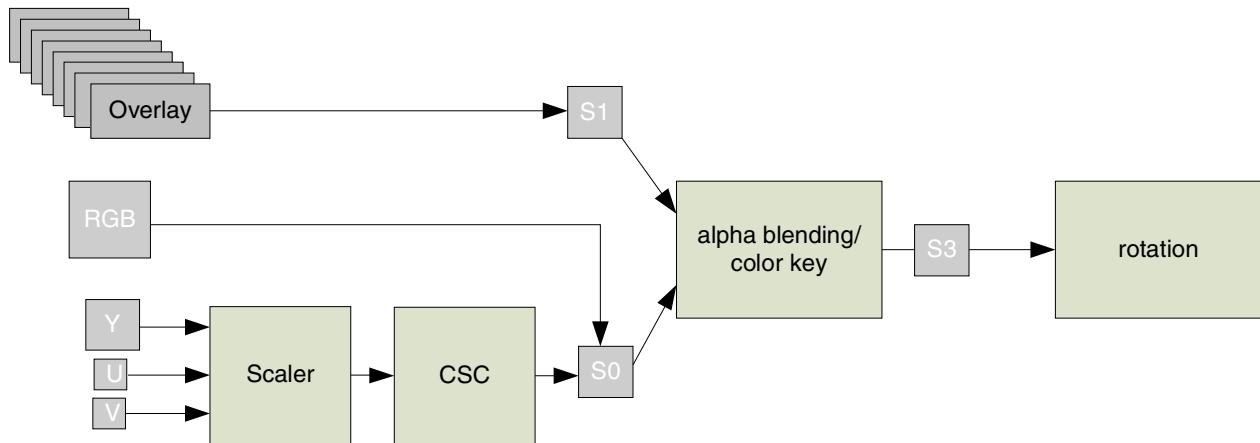 Overlay
S1
RGB
alpha blending/
color key
S3
rotation
Y
U
V
Scaler
CSC
S0